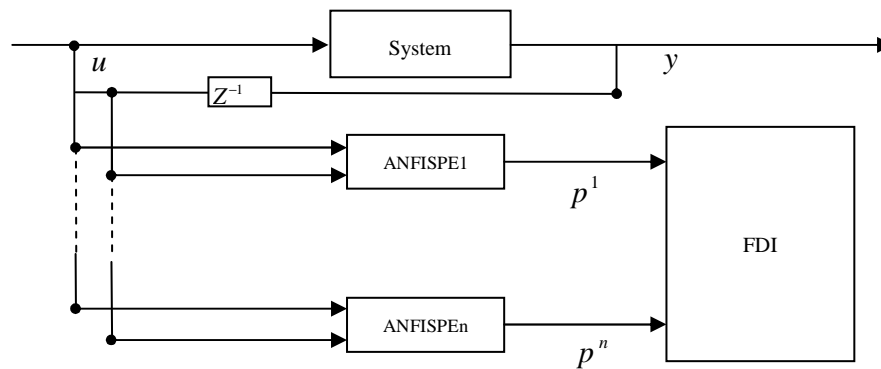 System
u
y
Z⁻¹
ANFISPE1
p¹
FDI
ANFISPEn
pⁿ